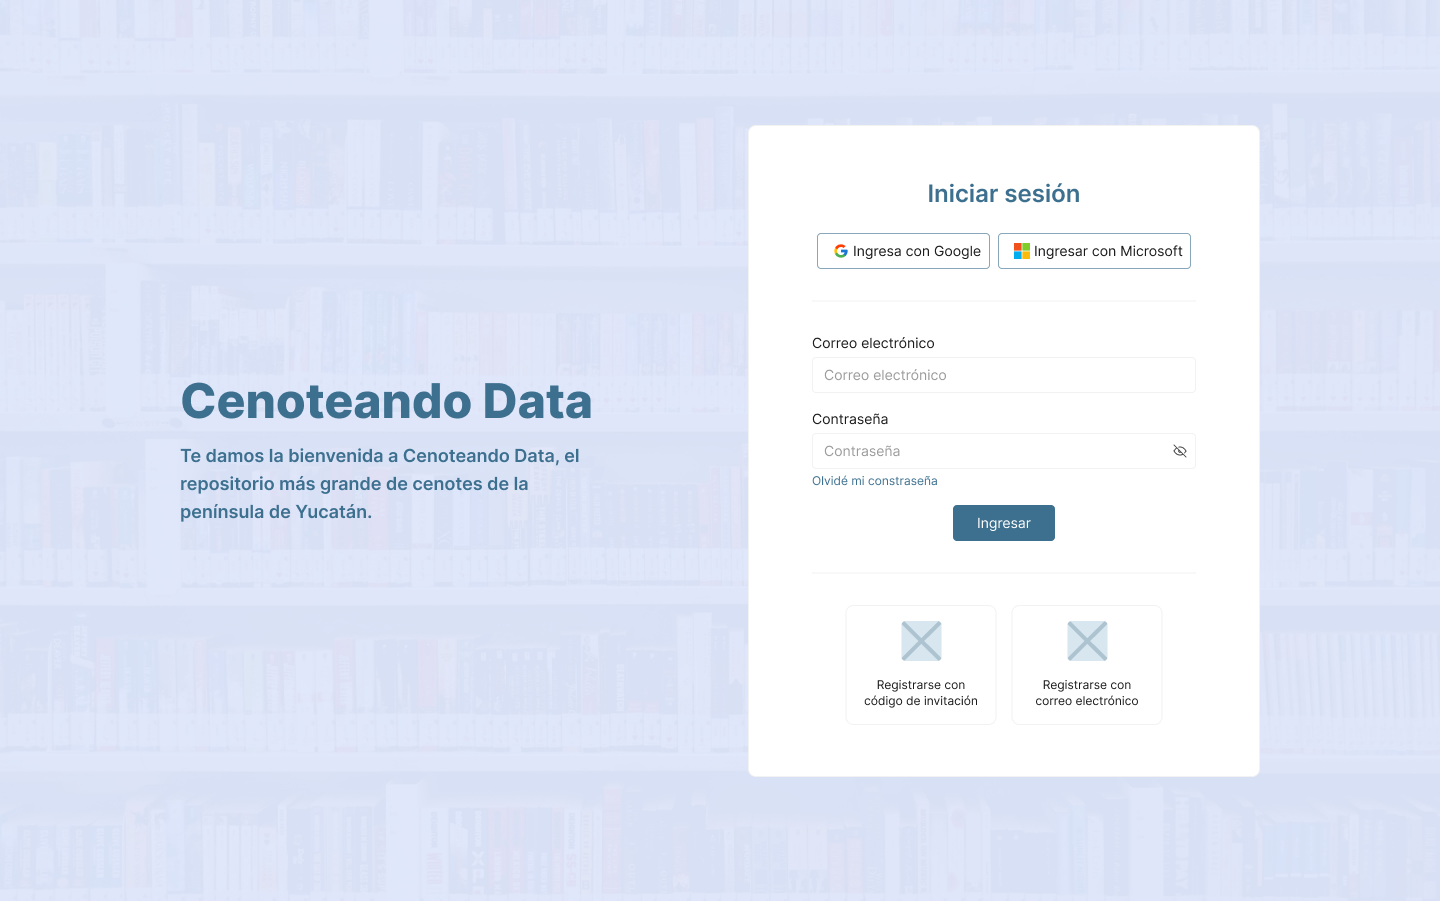 Cenoteando Data
Te damos la bienvenida a Cenoteando Data, el
repositorio más grande de cenotes de la
península de Yucatán.
Iniciar sesión
Ingresa con Google
Ingresar con Microsoft
Correo electrónico
Correo electrónico
Contraseña
Contraseña
Olvidé mi constraseña
Ingresar
Registrarse con
código de invitación
Registrarse con
correo electrónico